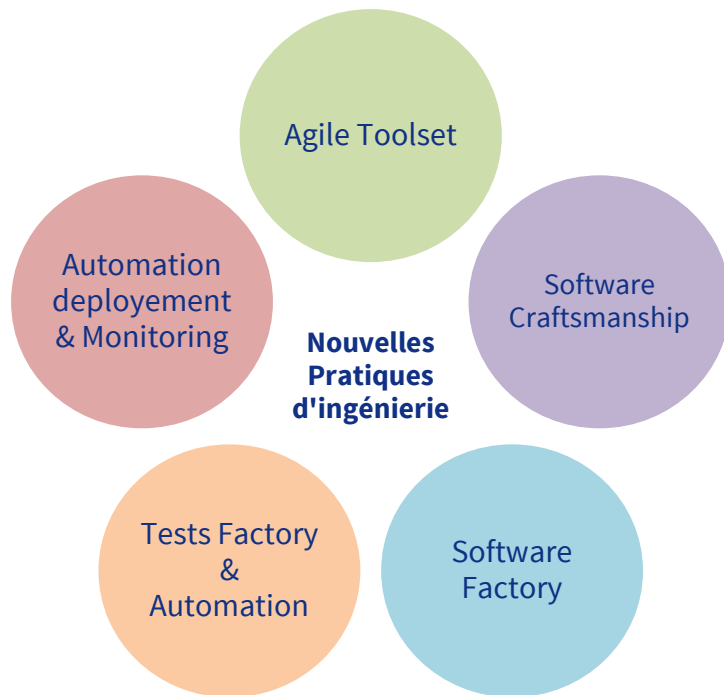 Agile Toolset
Automation
deployement
& Monitoring
Software
Craftsmanship
Nouvelles
Pratiques
d'ingénierie
Tests Factory
&
Automation
Software
Factory